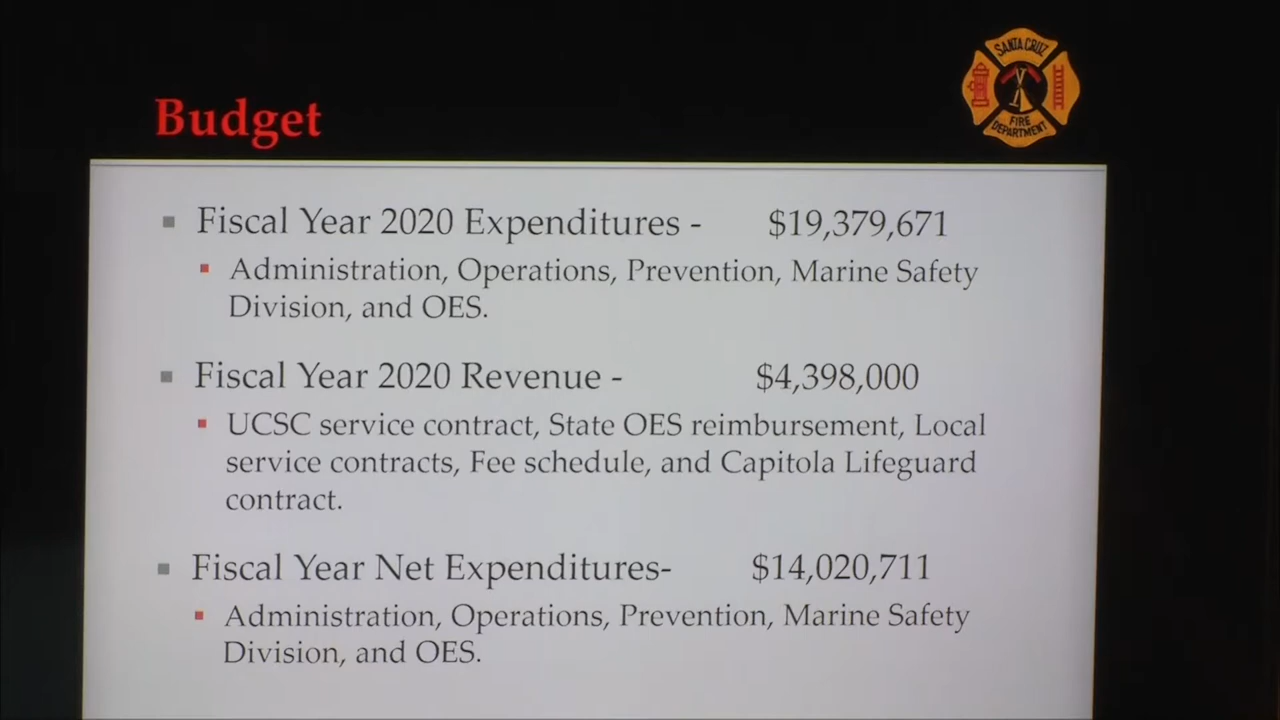 SANTA CRUZ
FIRE
DEPARTMENT
Budget
Fiscal Year 2020 Expenditures - $19,379,671
Administration, Operations, Prevention, Marine Safety
Division, and OES.
Fiscal Year 2020 Revenue - $4,398,000
UCSC service contract, State OES reimbursement, Local
service contracts, Fee schedule, and Capitola Lifeguard
contract.
Fiscal Year Net Expenditures- $14,020,711
Administration, Operations, Prevention, Marine Safety
Division, and OES.